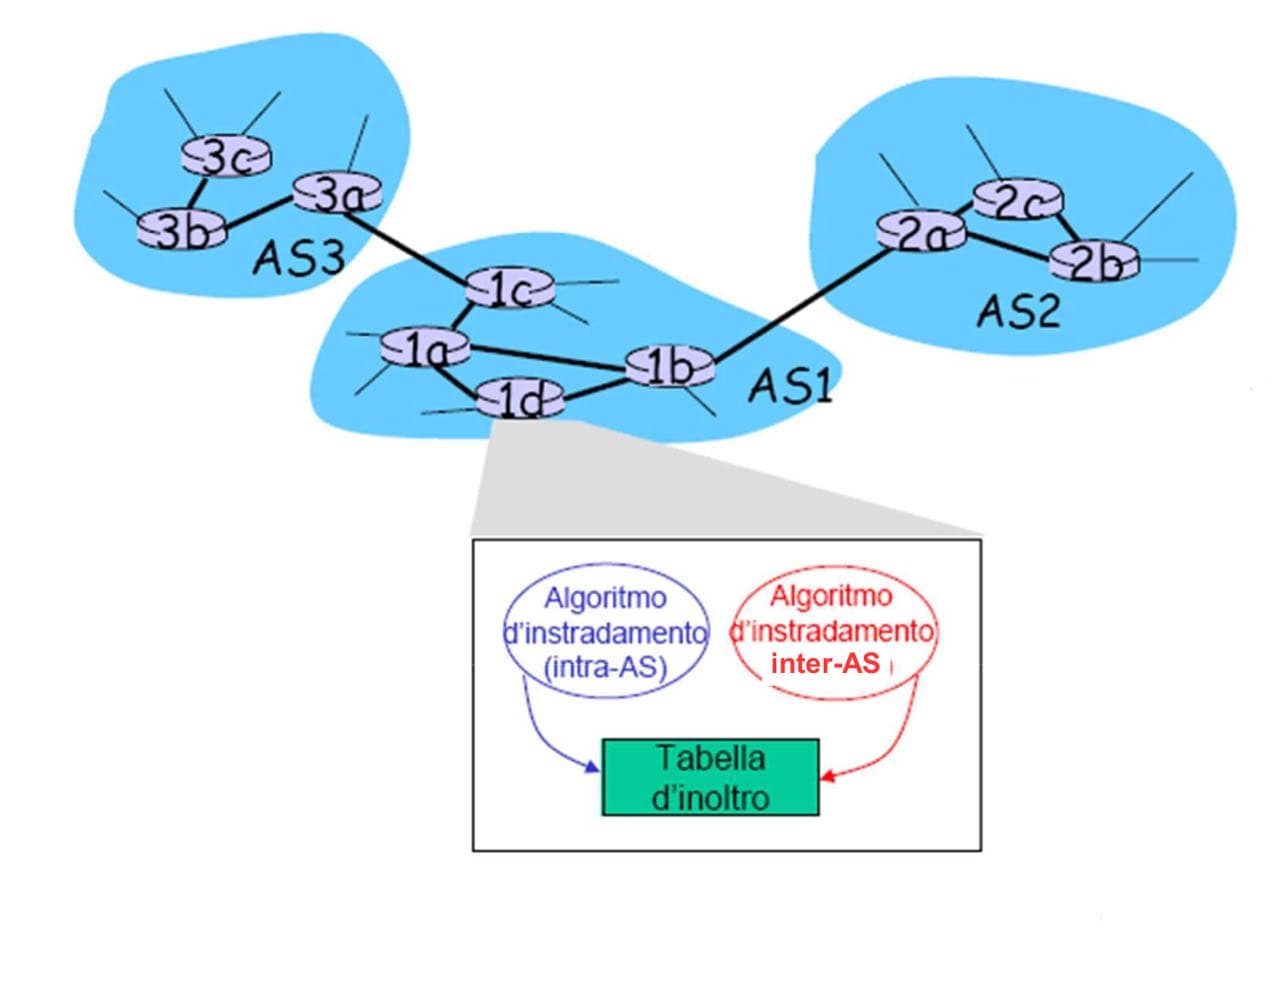 3c
3a
3b
AS3
2c
2a
2b
AS2
1c
1a
1b
AS1
1d
Algoritmo
d'instradamento
(intra-AS)
Algoritmo
d'instradamento
inter-AS )
Tabella
d'inoltro